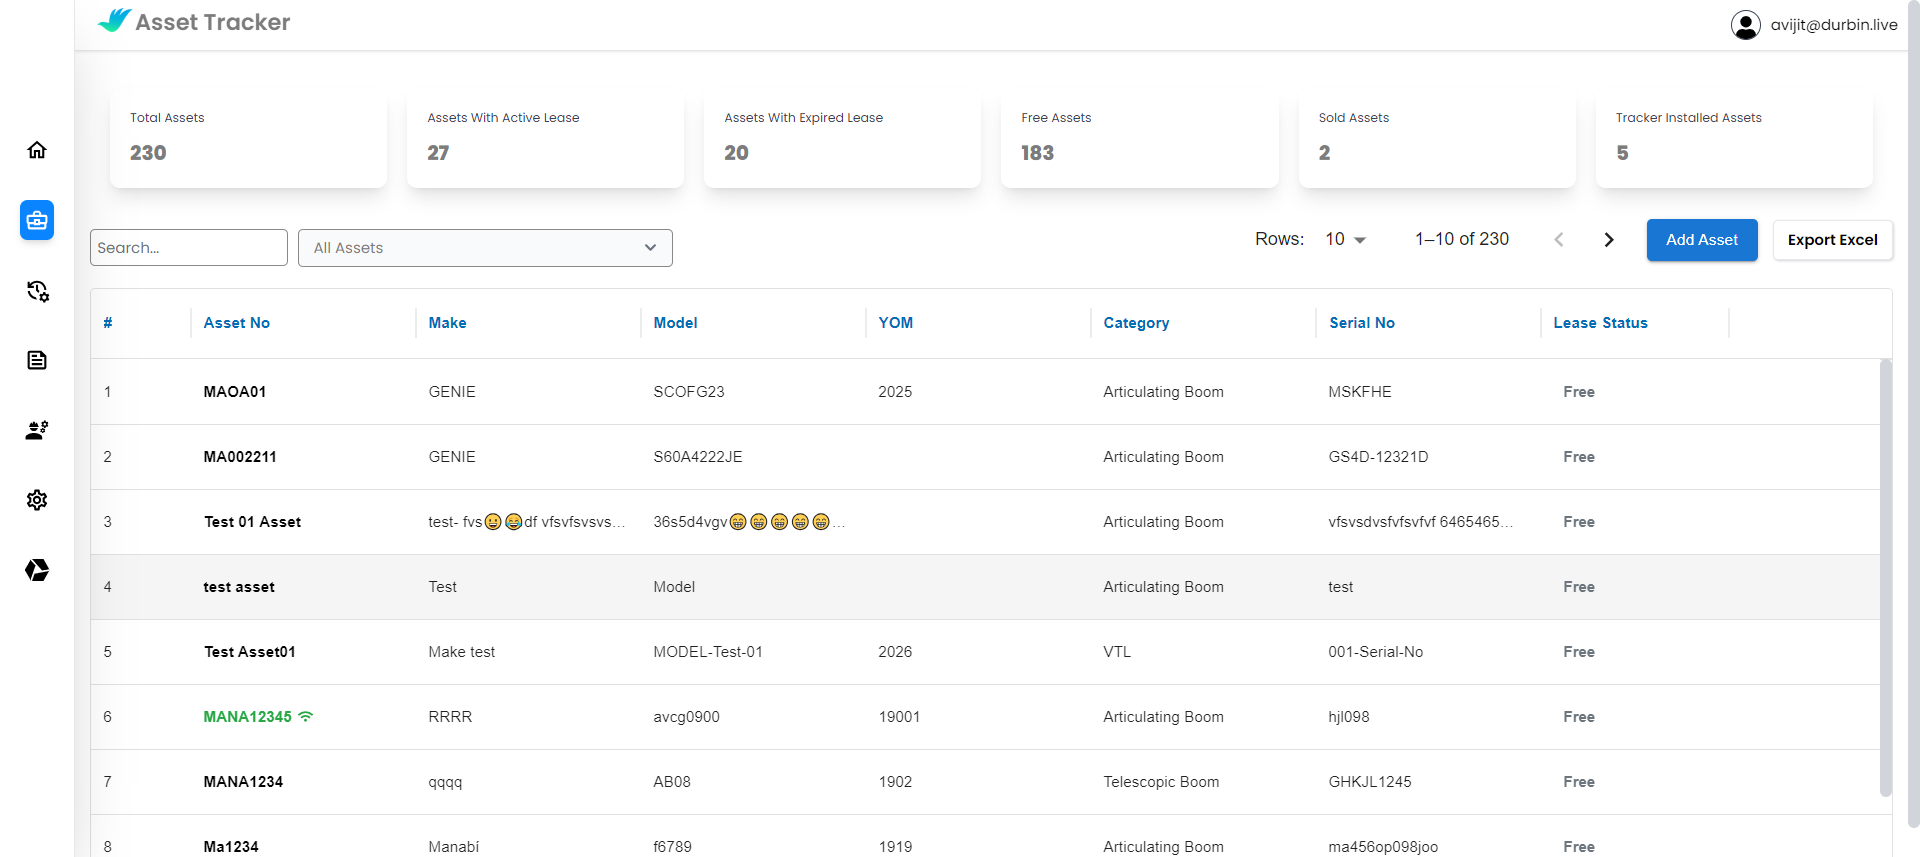 Asset Tracker
avijit@durbin.live
Total Assets
230
Assets With Active Lease
27
Assets With Expired Lease
20
Free Assets
183
Sold Assets
2
Tracker Installed Assets
5
Search...
All Assets
Rows: 10 1–10 of 230
Add Asset
Export Excel
# Asset No Make Model YOM Category Serial No Lease Status
1 MAOA01 GENIE SCOFG23 2025 Articulating Boom MSKFHE Free
2 MA002211 GENIE S60A4222JE Articulating Boom GS4D-12321D Free
3 Test 01 Asset test- fvs😃😂df vfsvfsvsvs... 36s5d4vgv😁😁😁😁😁... Articulating Boom vfsvsdvsfvfsvfvf 6465465... Free
4 test asset Test Model Articulating Boom test Free
5 Test Asset01 Make test MODEL-Test-01 2026 VTL 001-Serial-No Free
6 MANA12345 RRRR avcg0900 19001 Articulating Boom hjl098 Free
7 MANA1234 qqqq AB08 1902 Telescopic Boom GHKJL1245 Free
8 Ma1234 Manabí f6789 1919 Articulating Boom ma456op098joo Free